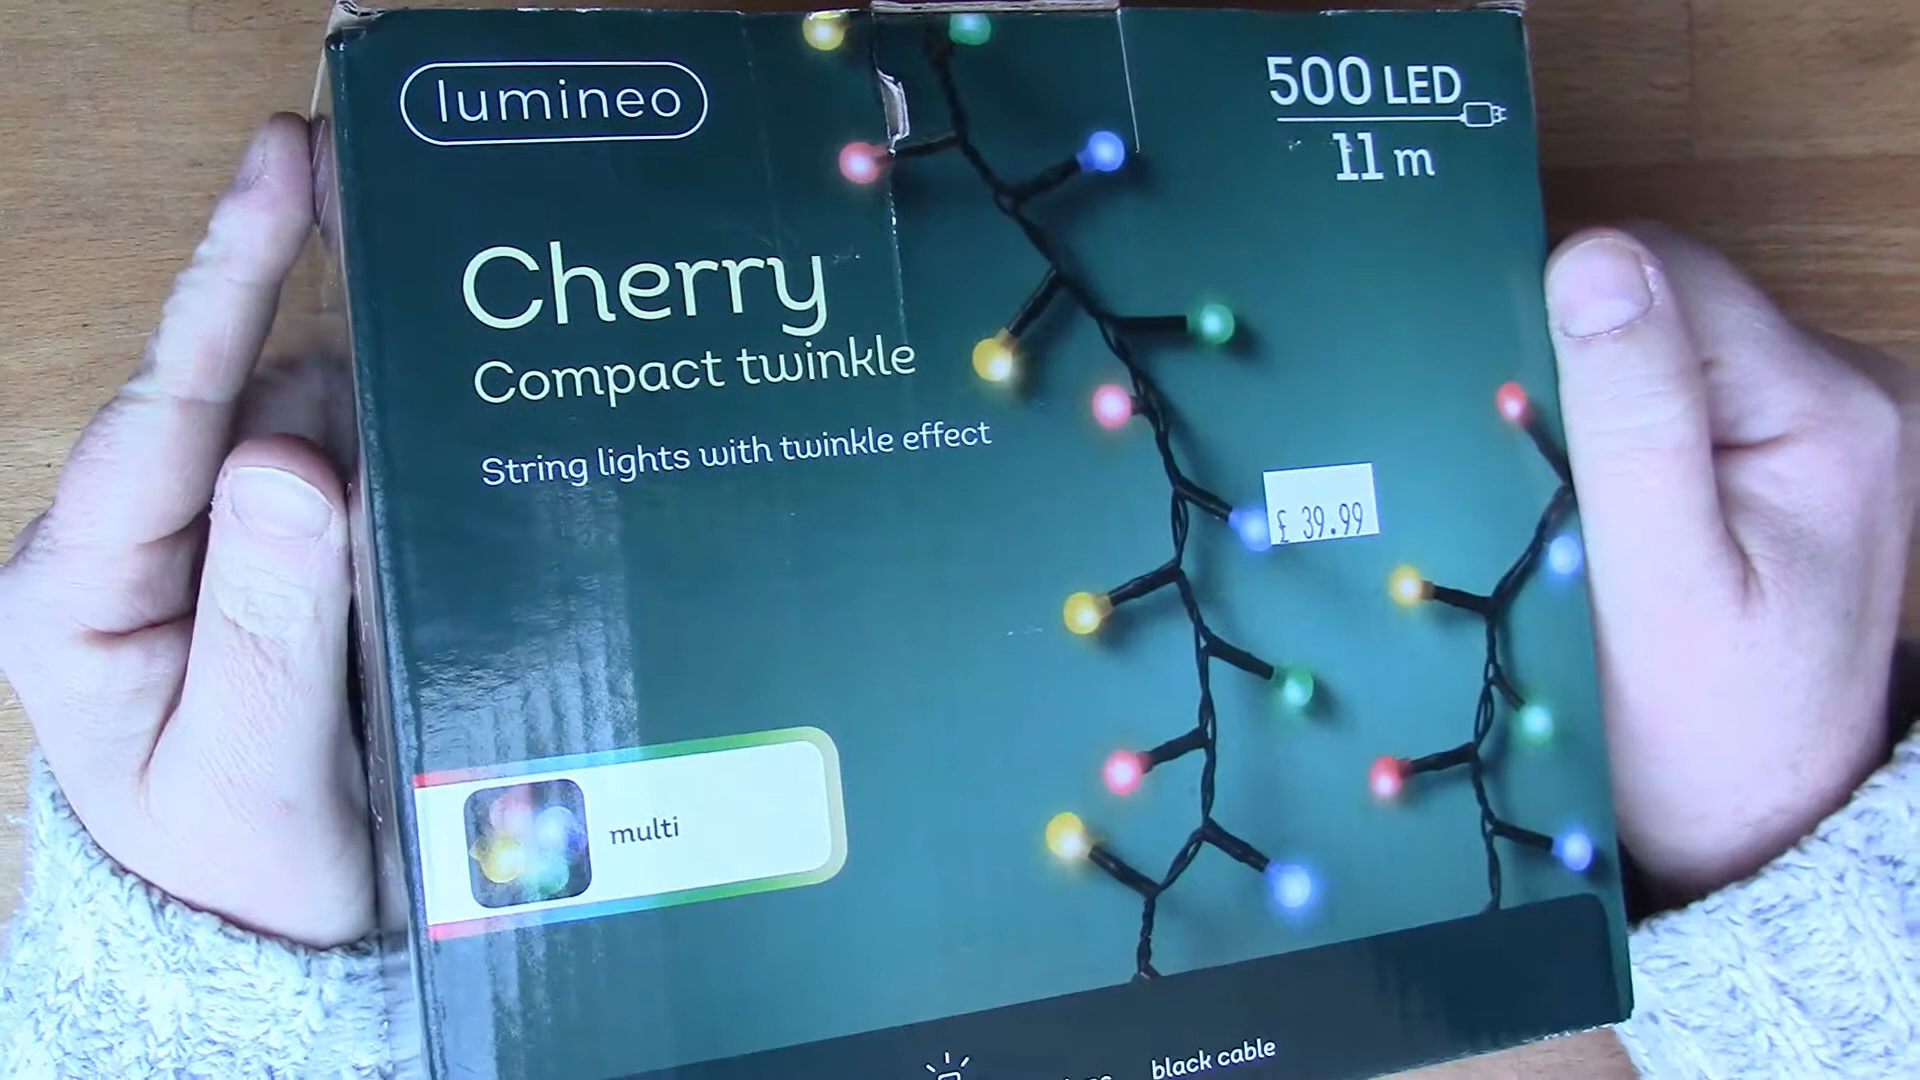 lumineo
500 LED
11 m
Cherry
Compact twinkle
String lights with twinkle effect
£ 39.99
multi
black cable